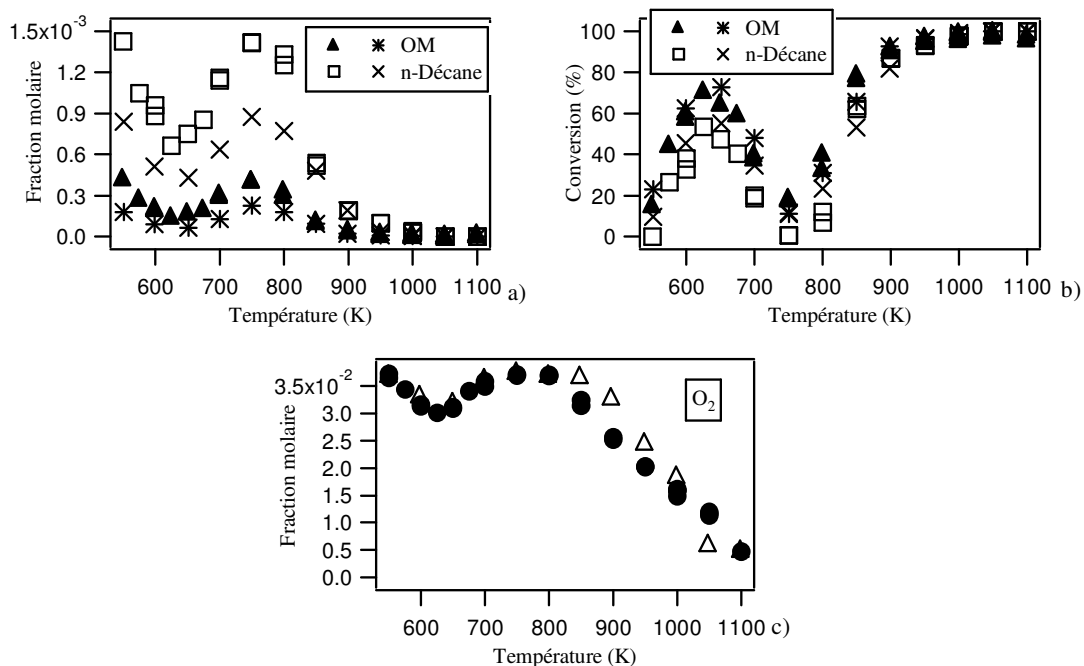 1.5x10-3
1.2
0.9
0.6
0.3
0.0
Fraction molaire
OM
n-Décane
600 700 800 900 1000 1100
Température (K)
a)
100
80
60
40
20
0
Conversion (%)
OM
n-Décane
600 700 800 900 1000 1100
Température (K)
b)
3.5x10-2
3.0
2.5
2.0
1.5
1.0
0.5
0.0
Fraction molaire
O2
600 700 800 900 1000 1100
Température (K)
c)